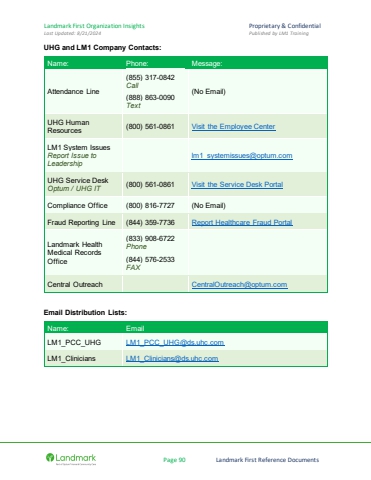 Landmark First Organization Insights Proprietary & Confidential
Last Updated: 8/21/2024 Published by LM1 Training
UHG and LM1 Company Contacts:
Name: Phone: Message:
Attendance Line (855) 317-0842 (No Email)
Call
(888) 863-0090
Text
UHG Human (800) 561-0861 Visit the Employee Center
Resources
LM1 System Issues lm1_systemissues@optum.com
Report Issue to
Leadership
UHG Service Desk (800) 561-0861 Visit the Service Desk Portal
Optum / UHG IT
Compliance Office (800) 816-7727 (No Email)
Fraud Reporting Line (844) 359-7736 Report Healthcare Fraud Portal
Landmark Health (833) 908-6722
Medical Records Phone
Office (844) 576-2533
FAX
Central Outreach CentralOutreach@optum.com
Email Distribution Lists:
Name: Email
LM1_PCC_UHG LM1_PCC_UHG@ds.uhc.com
LM1_Clinicians LM1_Clinicians@ds.uhc.com
Landmark Page 90 Landmark First Reference Documents